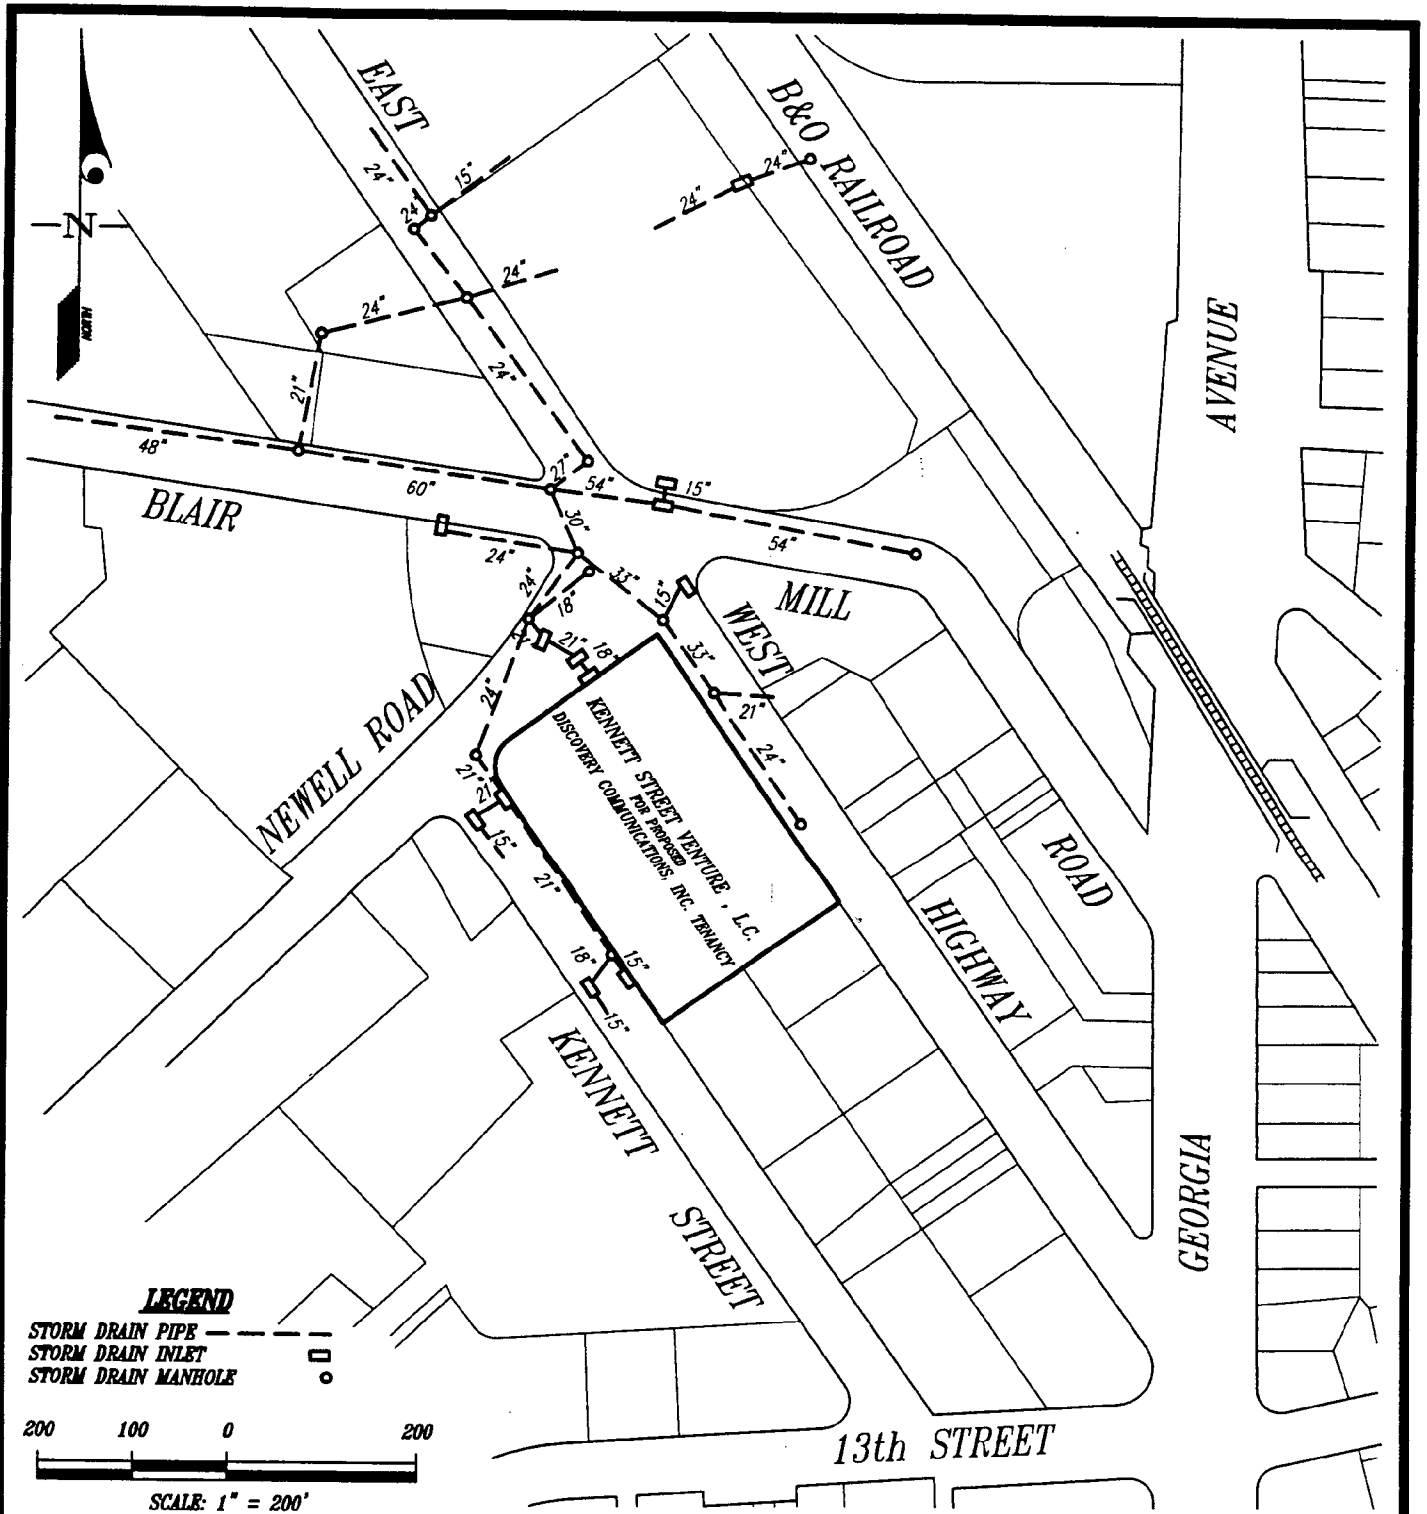 EAST
B&O RAILROAD
24"
15"
24"
24"
24"
N
24"
NORTH
24"
AVENUE
24"
21"
48"
27"
54"
15"
60"
BLAIR
30"
54"
24"
33"
24"
18"
15"
MILL
WEST
21"
18"
33"
24"
21"
NEWELL ROAD
KENNETT STREET VENTURE , L.C.
FOR PROPOSED
DISCOVERY COMMUNICATIONS, INC. TENANCY
24"
21"
21"
15"
21"
ROAD
HIGHWAY
18"
15"
15"
KENNETT
STREET
GEORGIA
LEGEND
STORM DRAIN PIPE
STORM DRAIN INLET
STORM DRAIN MANHOLE
200 100 0 200
SCALE: 1" = 200'
13th STREET